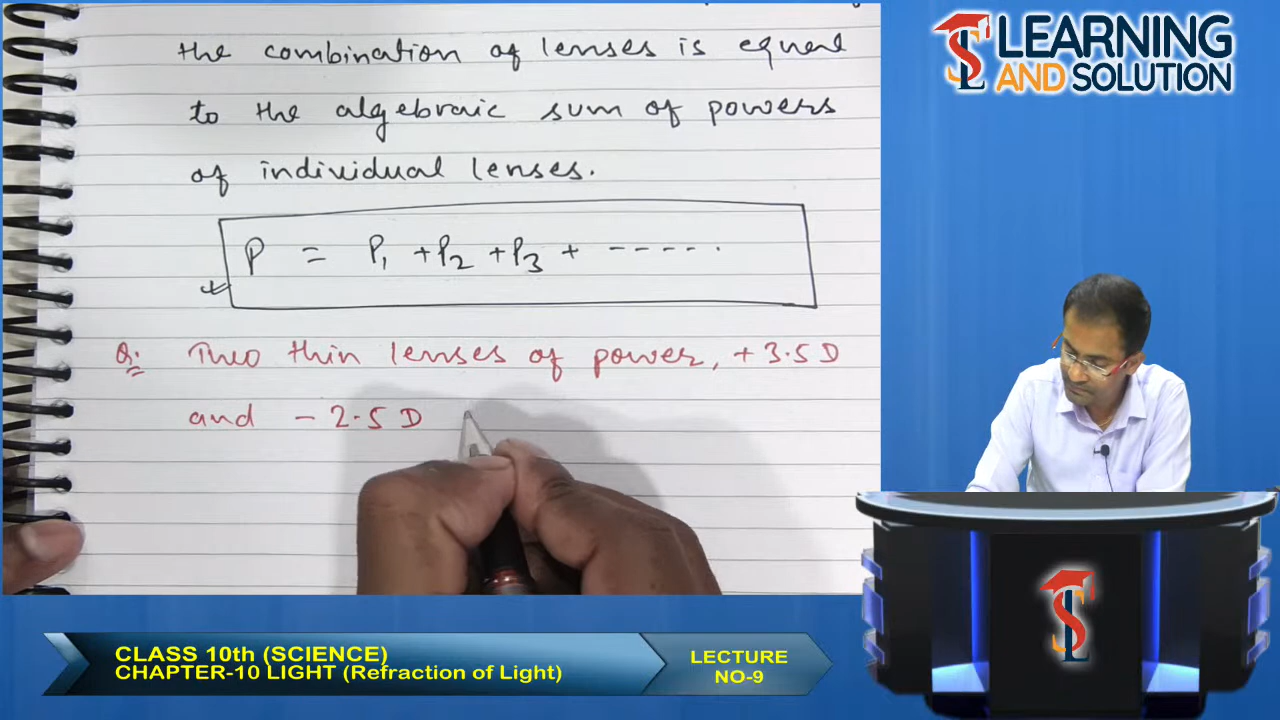 the combination of lenses is equal
to the algebraic sum of powers
of individual lenses.
P = P1 + P2 + P3 + -----.
Q. Two thin lenses of power, +3.5 D
and - 2.5 D
LEARNING
AND SOLUTION
CLASS 10th (SCIENCE)
CHAPTER-10 LIGHT (Refraction of Light)
LECTURE
NO-9